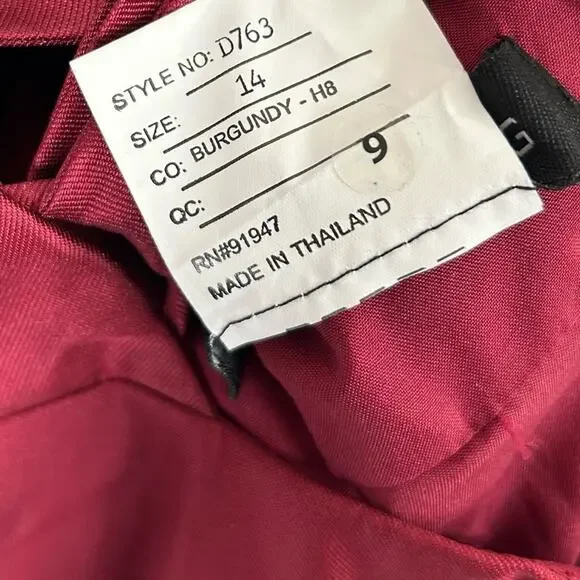 STYLE NO: D763
SIZE: 14
CO: BURGUNDY - H8
QC: 9
RN#91947
MADE IN THAILAND